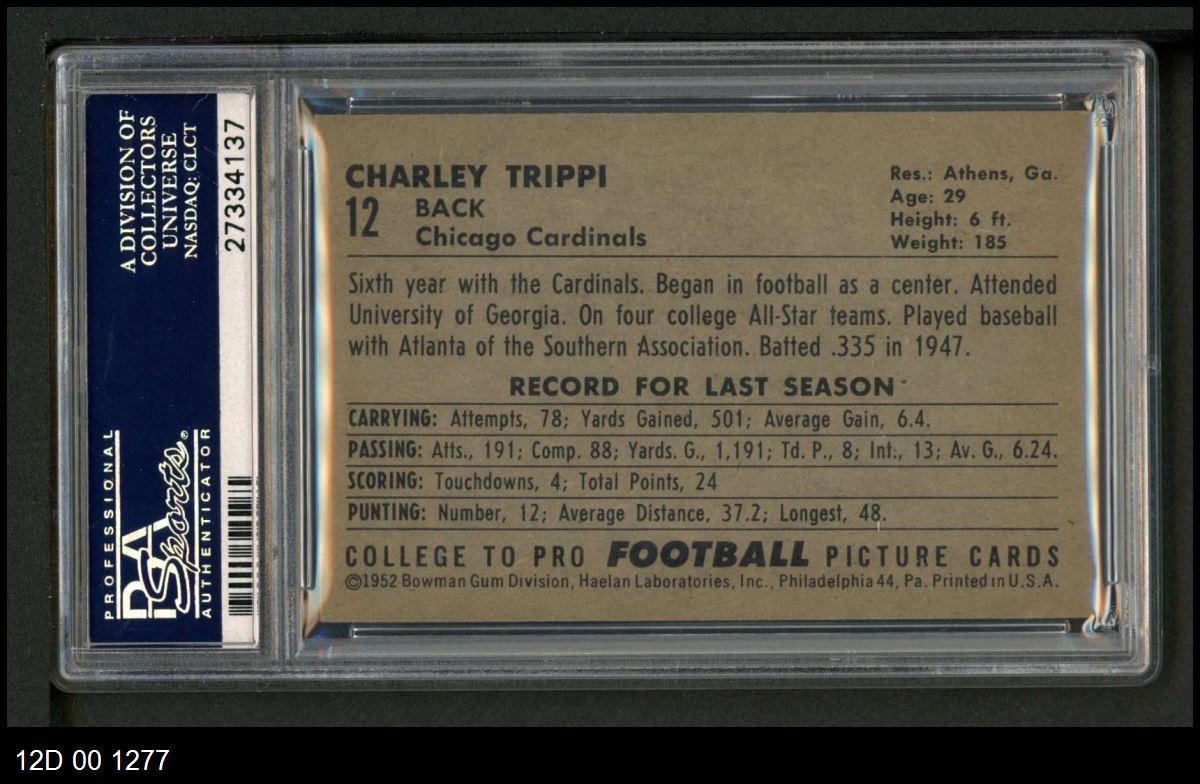 A DIVISION OF
COLLECTORS
UNIVERSE
NASDAQ: CLCT
27334137
PROFESSIONAL
PSA
Sports®
AUTHENTICATOR
CHARLEY TRIPPI
12 BACK
Chicago Cardinals
Res.: Athens, Ga.
Age: 29
Height: 6 ft.
Weight: 185
Sixth year with the Cardinals. Began in football as a center. Attended
University of Georgia. On four college All-Star teams. Played baseball
with Atlanta of the Southern Association. Batted .335 in 1947.
RECORD FOR LAST SEASON
CARRYING: Attempts, 78; Yards Gained, 501; Average Gain, 6.4.
PASSING: Atts., 191; Comp. 88; Yards. G., 1,191; Td. P., 8; Int., 13; Av. G., 6.24.
SCORING: Touchdowns, 4; Total Points, 24
PUNTING: Number, 12; Average Distance, 37.2; Longest, 48.
COLLEGE TO PRO FOOTBALL PICTURE CARDS
©1952 Bowman Gum Division, Haelan Laboratories, Inc., Philadelphia 44, Pa. Printed in U.S.A.
12D 00 1277